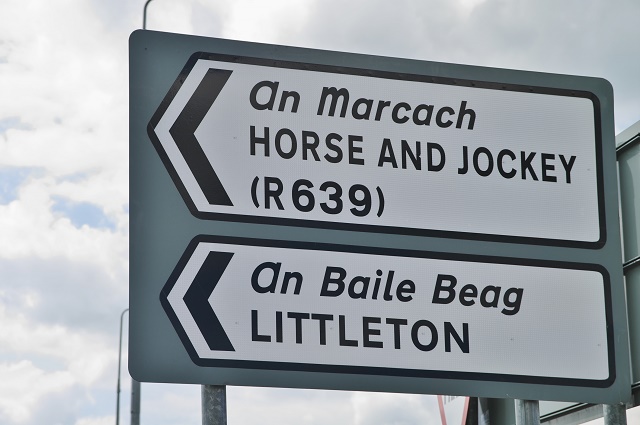 An Marcach
HORSE AND JOCKEY
(R639)
An Baile Beag
LITTLETON